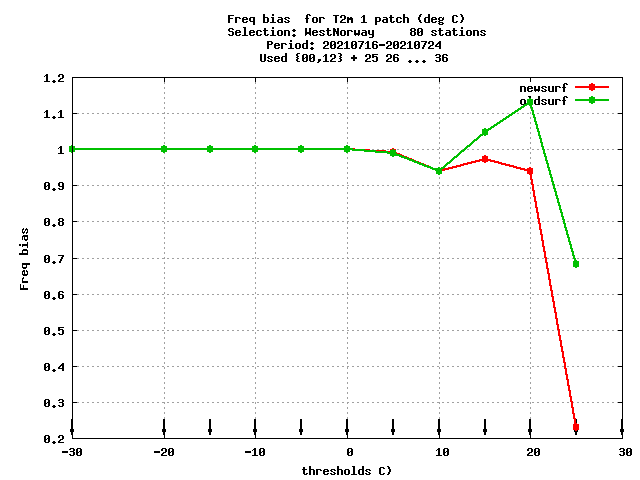 Freq bias  for T2m 1 patch (deg C)
Selection: WestNorway     80 stations
Period: 20210716-20210724
Used {00,12} + 25 26 ... 36
newsurf
oldsurf
1.2
1.1
1
0.9
0.8
0.7
0.6
0.5
0.4
0.3
0.2
Freq bias
-30
-20
-10
0
10
20
30
thresholds C)